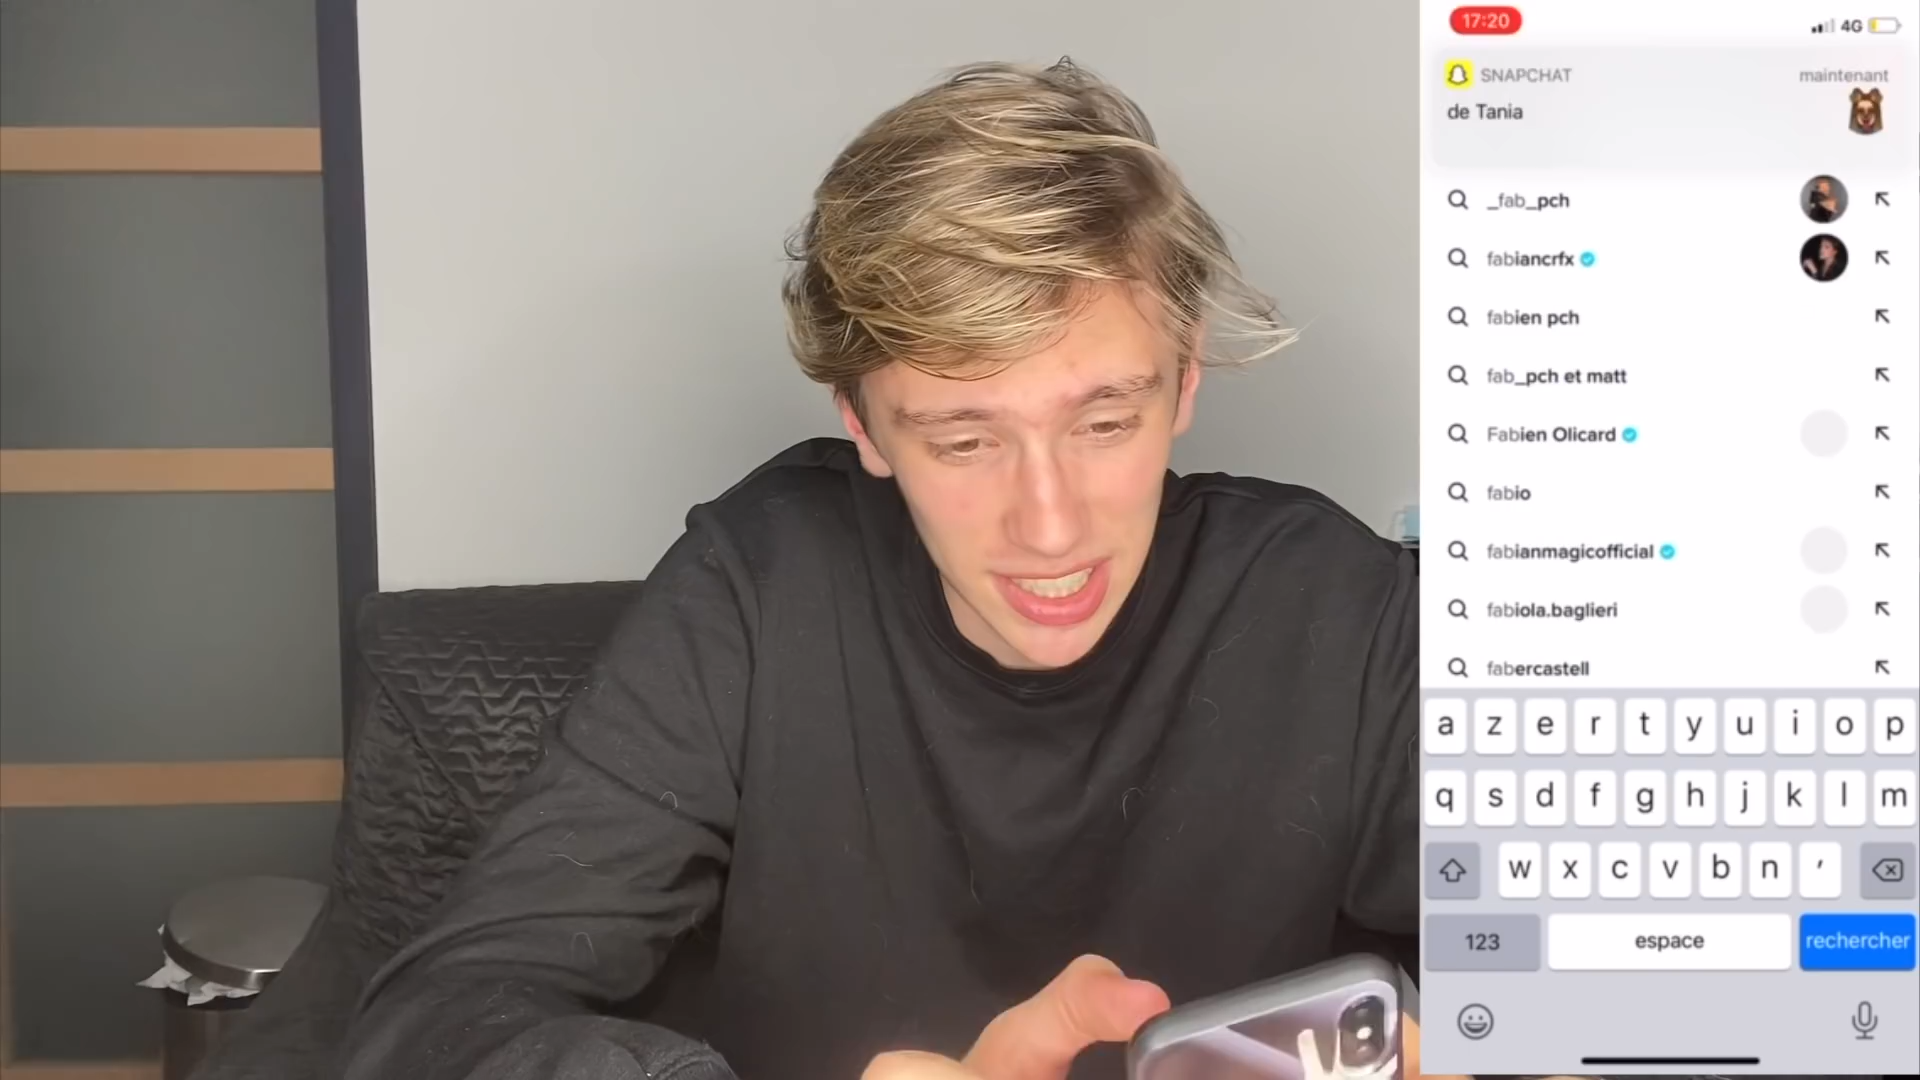 17:20
4G
SNAPCHAT
maintenant
de Tania
_fab_pch
fabiancrfx
fabien pch
fab_pch et matt
Fabien Olicard
fabio
fabianmagicofficial
fabiola.baglieri
fabercastell
a z e r t y u i o p
q s d f g h j k l m
w x c v b n ’
123
espace
rechercher